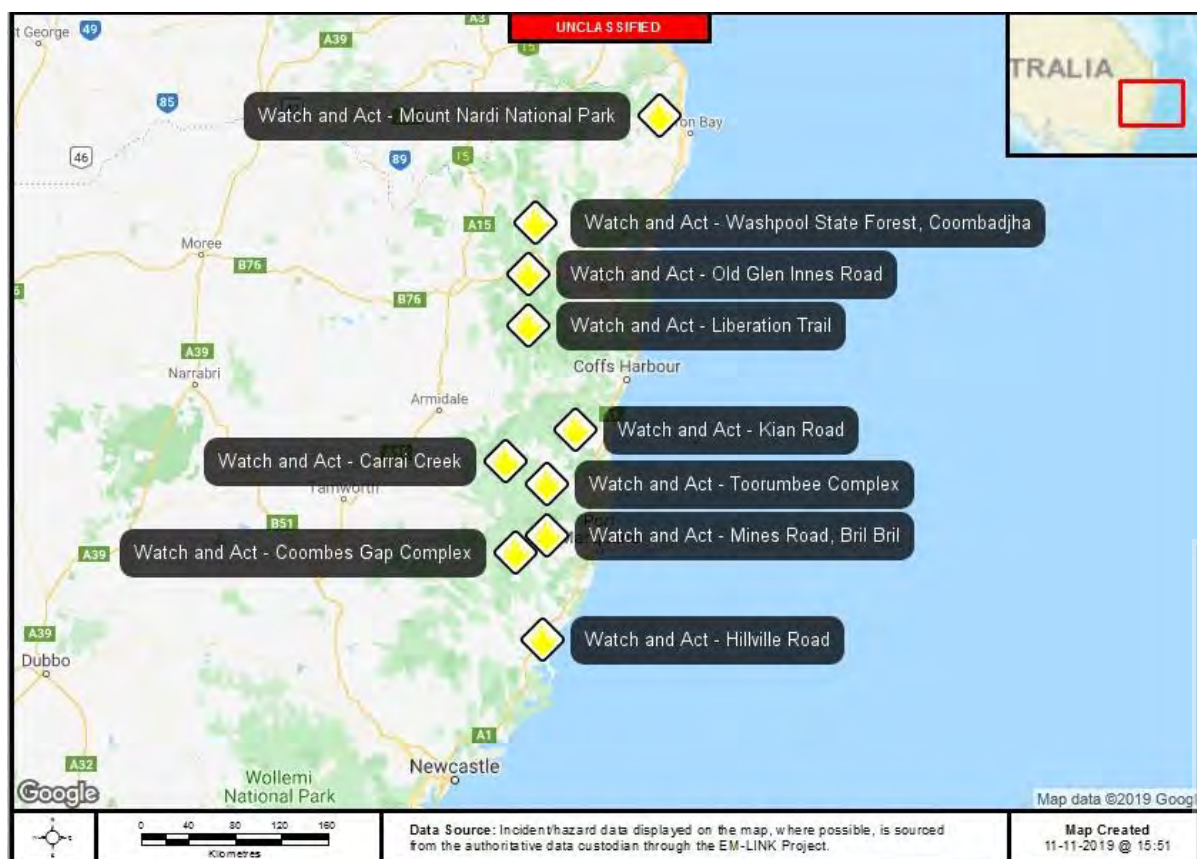 UNCLASSIFIED
George
49
A39
A3
15
TRALIA
85
Watch and Act - Mount Nardi National Park
on Bay
46
89
15
A15
Watch and Act - Washpool State Forest, Coombadjha
Moree
B76
Watch and Act - Old Glen Innes Road
B76
Watch and Act - Liberation Trail
A39
Narrabri
Coffs Harbour
Armidale
Watch and Act - Kian Road
Watch and Act - Carrai Creek
Tamworth
Watch and Act - Toorumbee Complex
B51
Watch and Act - Mines Road, Bril Bril
A39
Watch and Act - Coombes Gap Complex
A39
Watch and Act - Hillville Road
Dubbo
A1
A32
Newcastle
Wollemi
National Park
Google
Map data ©2019 Googl
0 40 80 120 160
Kilometres
Data Source: Incident/hazard data displayed on the map, where possible, is sourced
from the authoritative data custodian through the EM-LINK Project.
Map Created
11-11-2019 @ 15:51